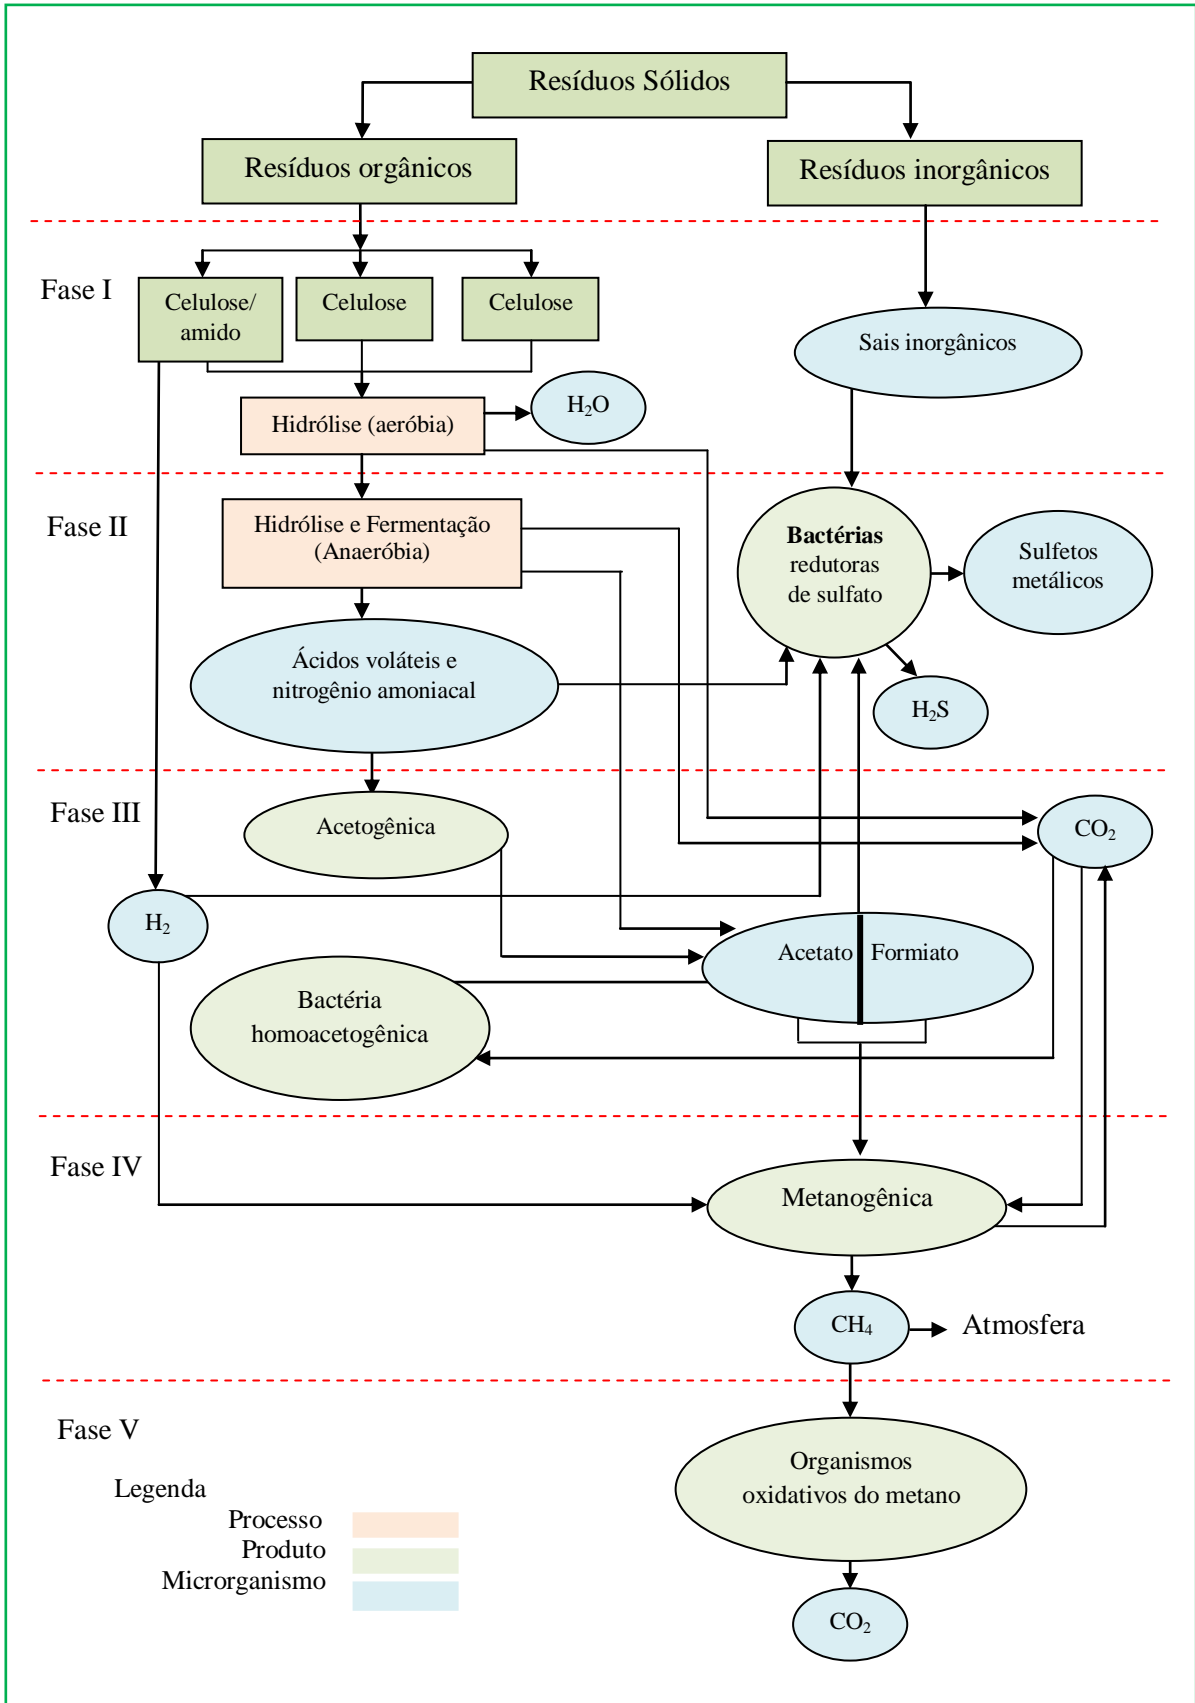 Resíduos Sólidos
Resíduos orgânicos
Resíduos inorgânicos
Fase I
Celulose/
amido
Celulose
Celulose
Sais inorgânicos
H₂O
Hidrólise (aeróbia)
Fase II
Hidrólise e Fermentação
(Anaeróbia)
Bactérias
redutoras
de sulfato
Sulfetos
metálicos
Ácidos voláteis e
nitrogênio amoniacal
H₂S
Fase III
Acetogênica
CO₂
H₂
Acetato
Formiato
Bactéria
homoacetogênica
Fase IV
Metanogênica
CH₄
Atmosfera
Fase V
Organismos
oxidativos do metano
Legenda
Processo
Produto
Microrganismo
CO₂